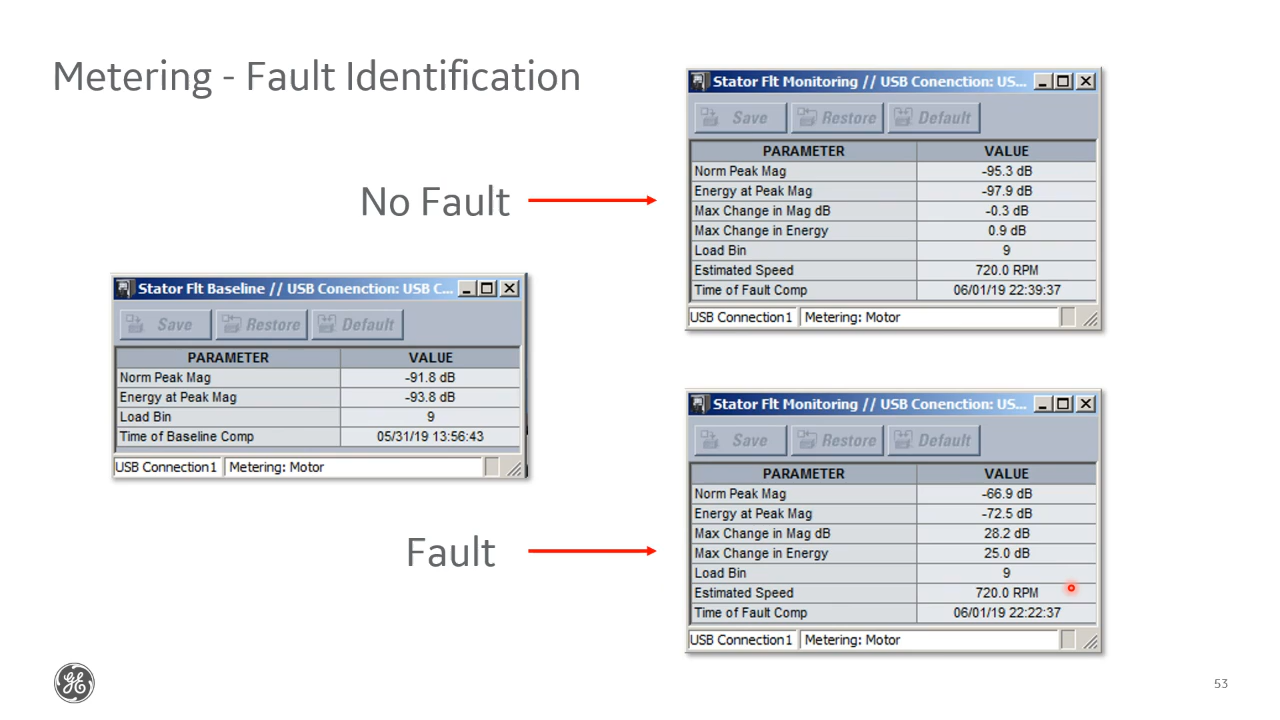 Metering - Fault Identification
No Fault
Stator Flt Monitoring // USB Conenction: US...
Save Restore Default
PARAMETER VALUE
Norm Peak Mag -95.3 dB
Energy at Peak Mag -97.9 dB
Max Change in Mag dB -0.3 dB
Max Change in Energy 0.9 dB
Load Bin 9
Estimated Speed 720.0 RPM
Time of Fault Comp 06/01/19 22:39:37
USB Connection1 Metering: Motor
Stator Flt Baseline // USB Conenction: USB C...
Save Restore Default
PARAMETER VALUE
Norm Peak Mag -91.8 dB
Energy at Peak Mag -93.8 dB
Load Bin 9
Time of Baseline Comp 05/31/19 13:56:43
USB Connection1 Metering: Motor
Fault
Stator Flt Monitoring // USB Conenction: US...
Save Restore Default
PARAMETER VALUE
Norm Peak Mag -66.9 dB
Energy at Peak Mag -72.5 dB
Max Change in Mag dB 28.2 dB
Max Change in Energy 25.0 dB
Load Bin 9
Estimated Speed 720.0 RPM
Time of Fault Comp 06/01/19 22:22:37
USB Connection1 Metering: Motor
GE
53